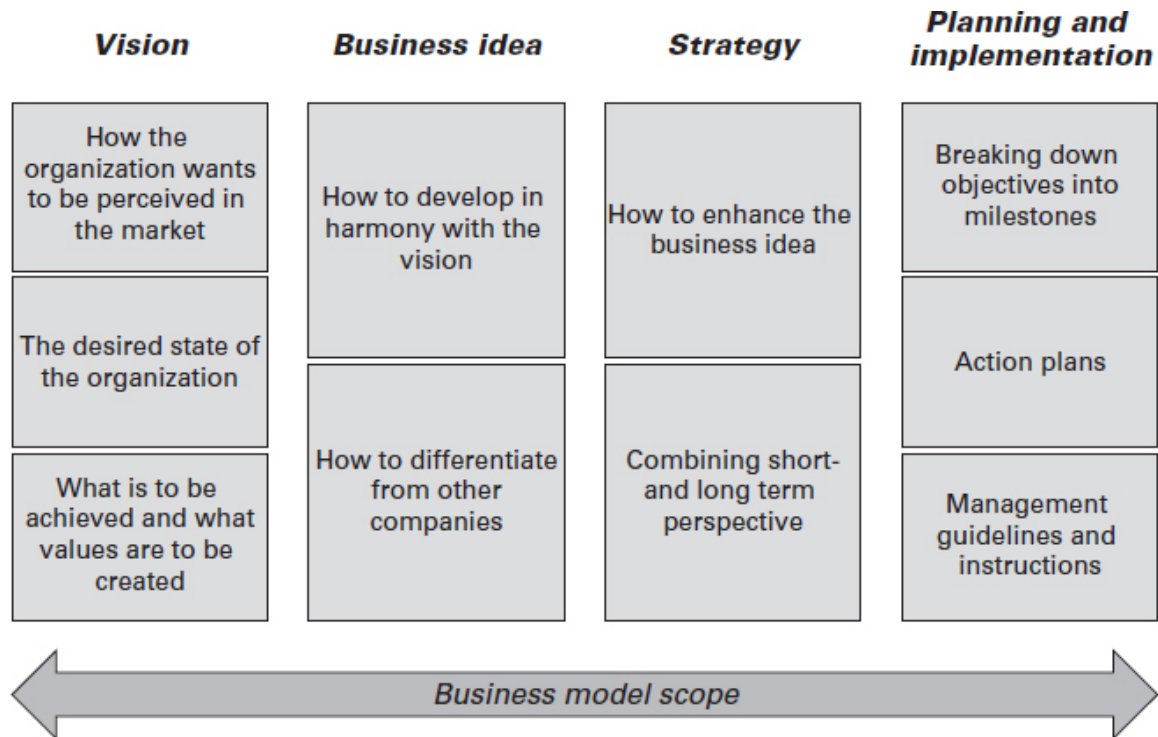 Vision
Business idea
Strategy
Planning and
implementation
How the
organization wants
to be perceived in
the market
The desired state of
the organization
What is to be
achieved and what
values are to be
created
How to develop in
harmony with the
vision
How to differentiate
from other
companies
How to enhance the
business idea
Combining short-
and long term
perspective
Breaking down
objectives into
milestones
Action plans
Management
guidelines and
instructions
Business model scope